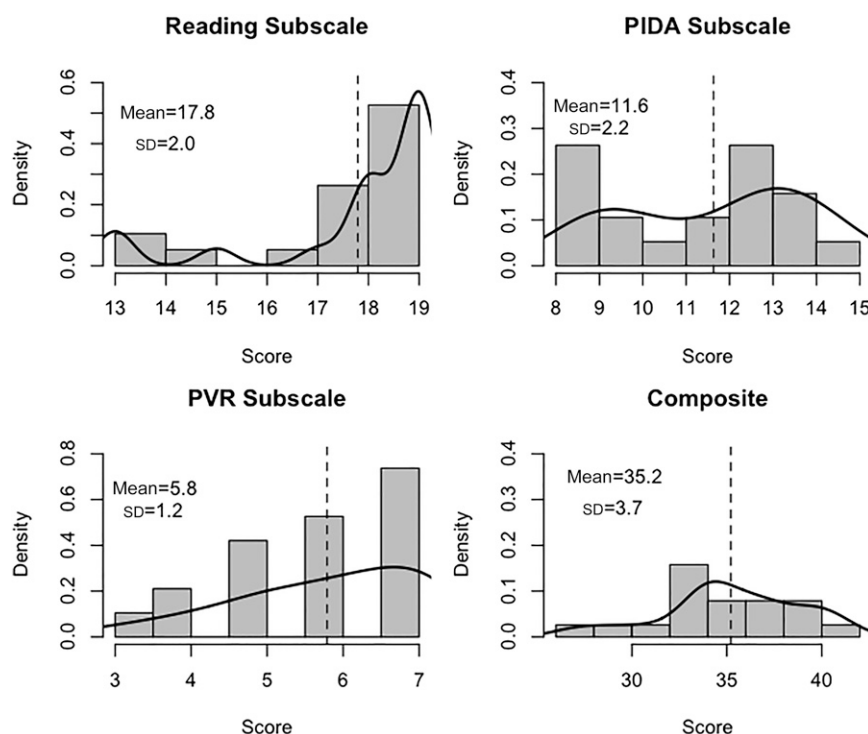 Reading Subscale
Mean=17.8
SD=2.0
Density
0.0 0.2 0.4 0.6
13 14 15 16 17 18 19
Score
PIDA Subscale
Mean=11.6
SD=2.2
Density
0.0 0.1 0.2 0.3 0.4
8 9 10 11 12 13 14 15
Score
PVR Subscale
Mean=5.8
SD=1.2
Density
0.0 0.2 0.4 0.6 0.8
3 4 5 6 7
Score
Composite
Mean=35.2
SD=3.7
Density
0.0 0.1 0.2 0.3 0.4
30 35 40
Score